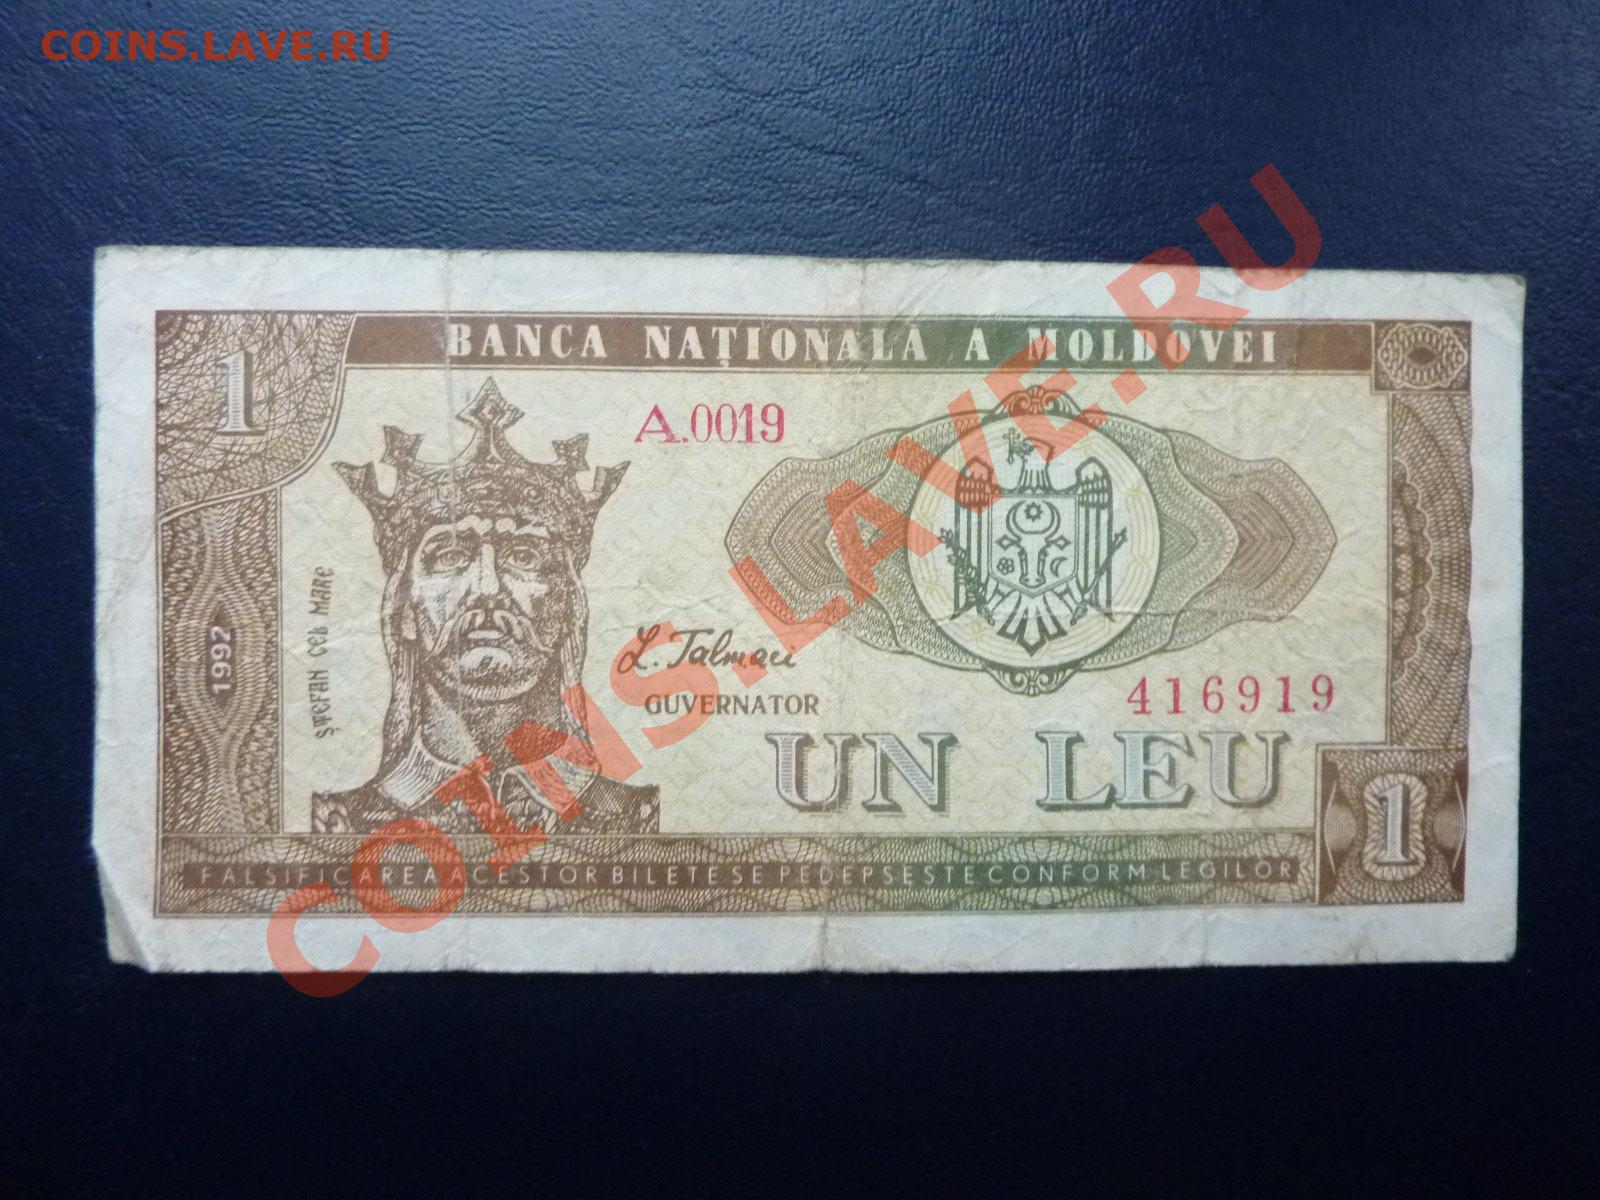 COINS.LAVE.RU
BANCA NAȚIONALĂ A MOLDOVEI
1
A.0019
ȘTEFAN CEL MARE
1992
L. Talmaci
GUVERNATOR
416919
UN LEU
1
FALSIFICAREA ACESTOR BILETE SE PEDEPSEȘTE CONFORM LEGILOR
COINS.LAVE.RU